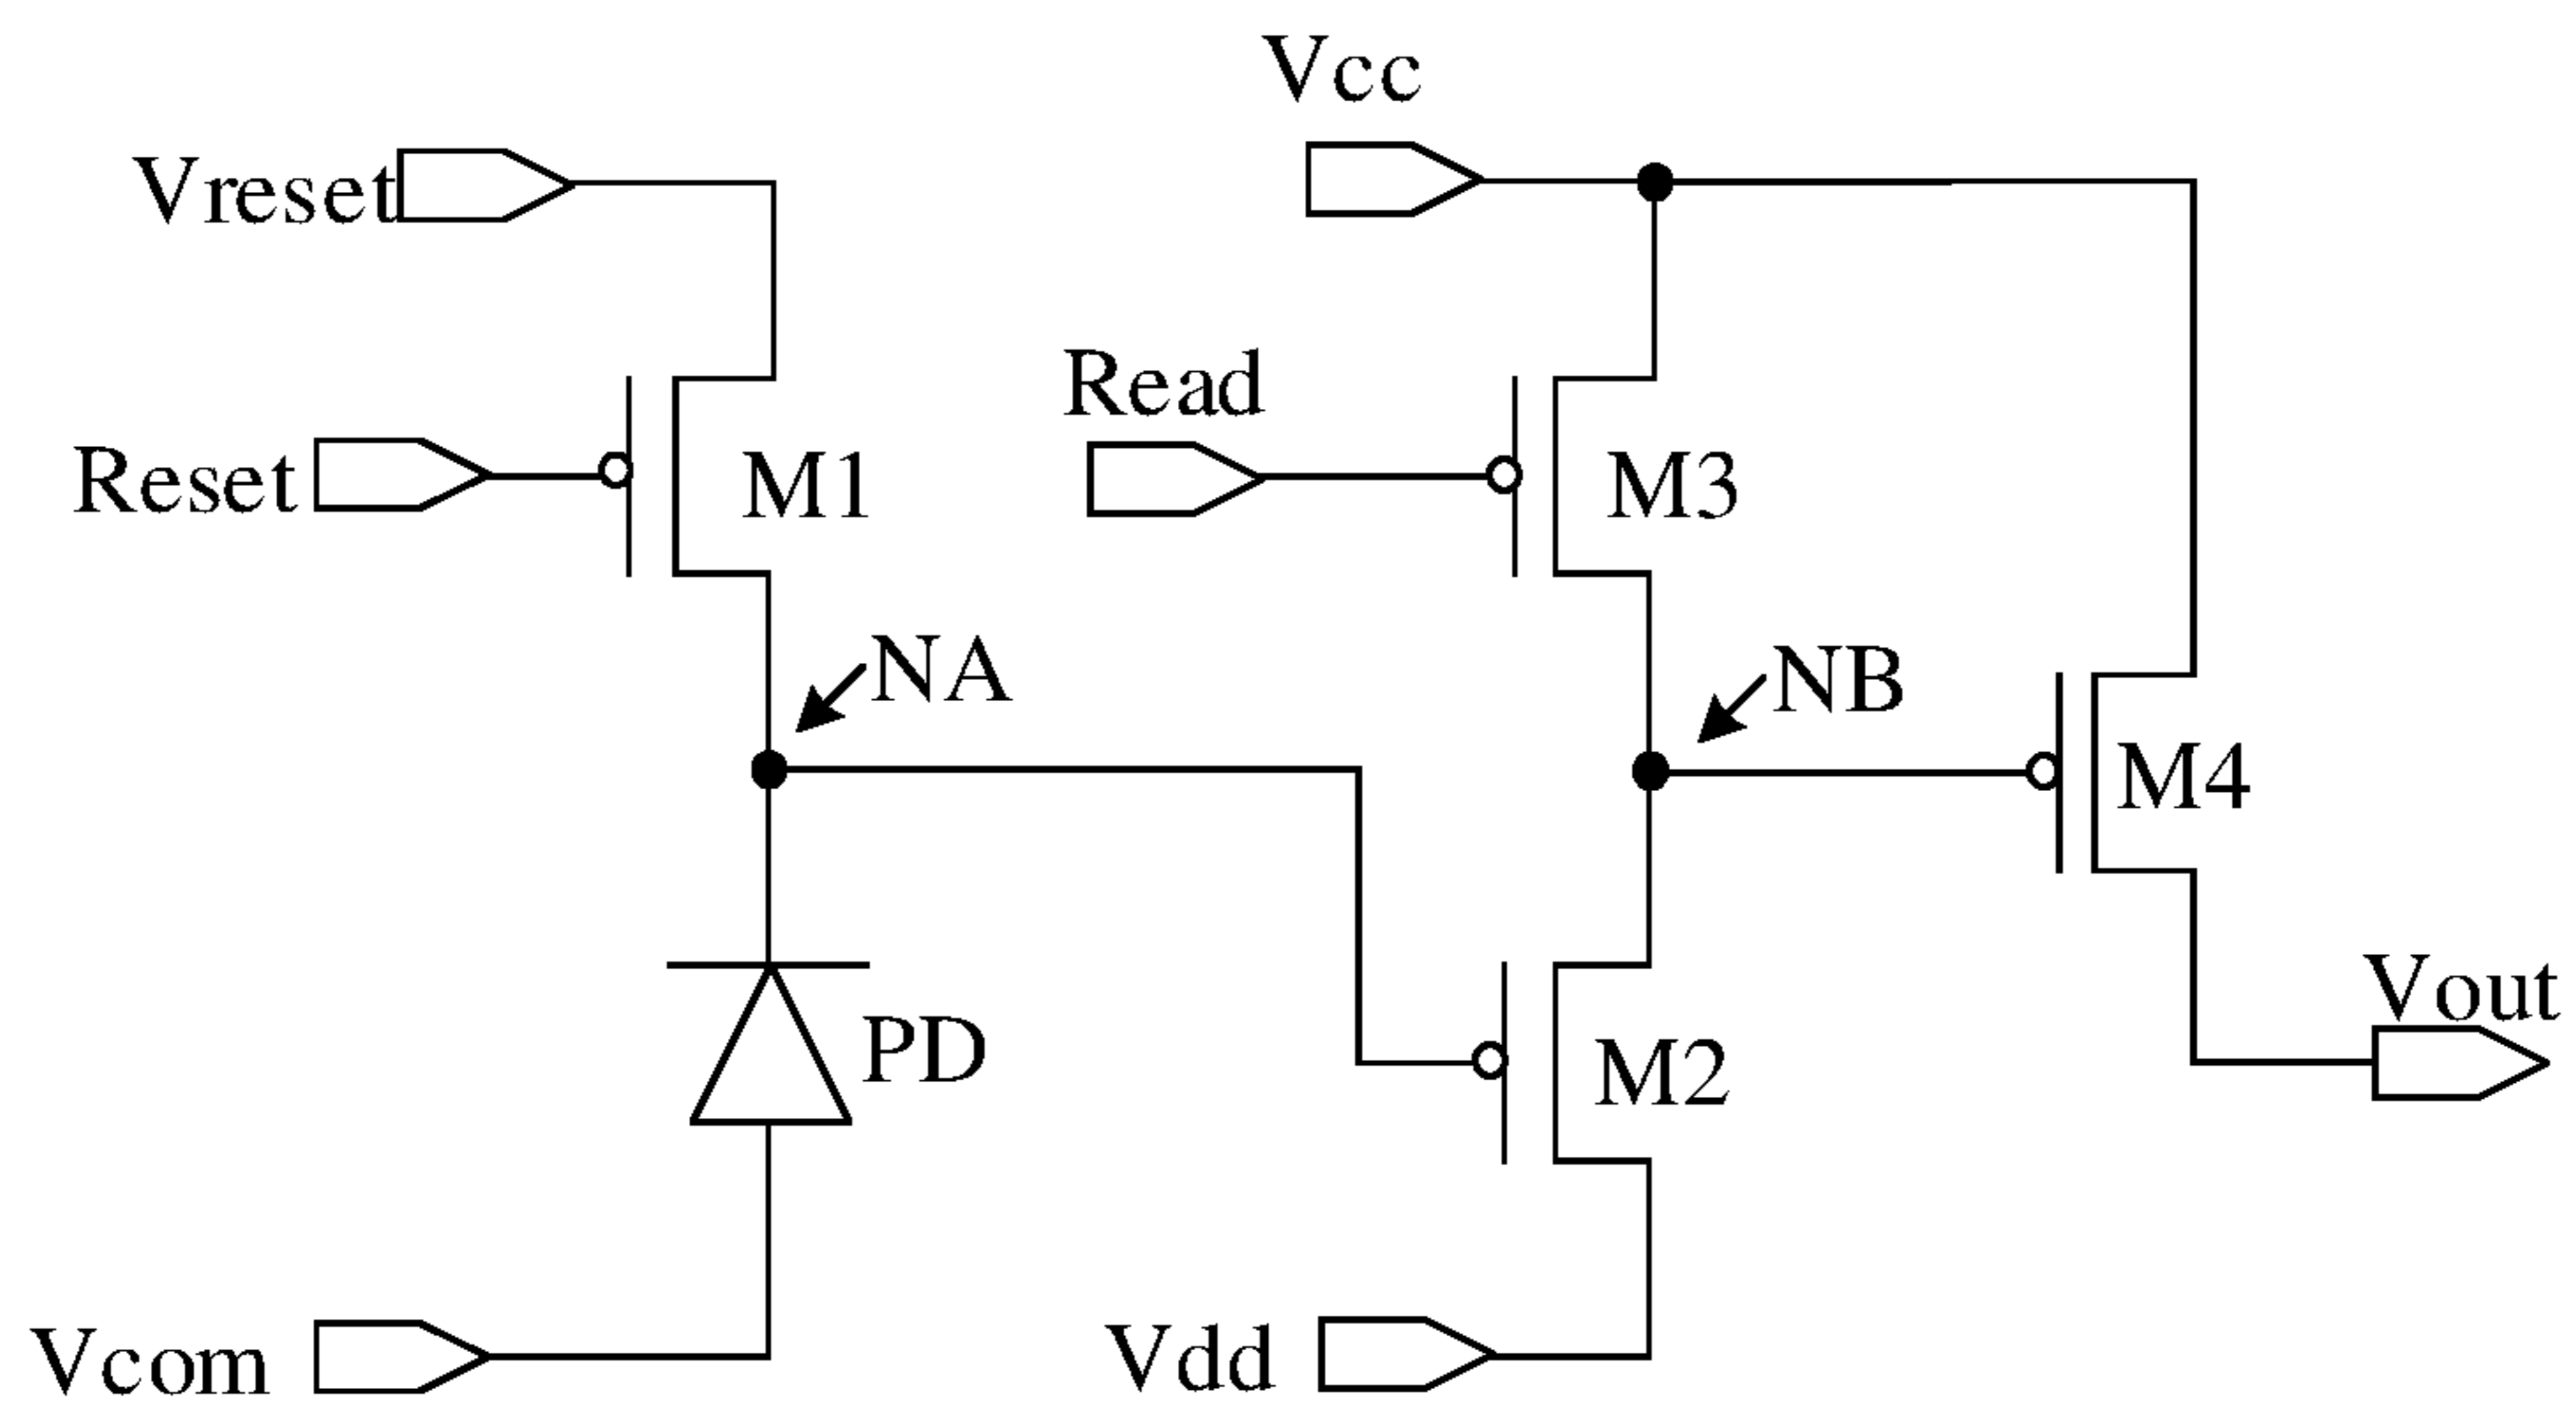 Vcc
Vreset
Read
Reset
M1
M3
NA
NB
M4
Vout
PD
M2
Vcom
Vdd